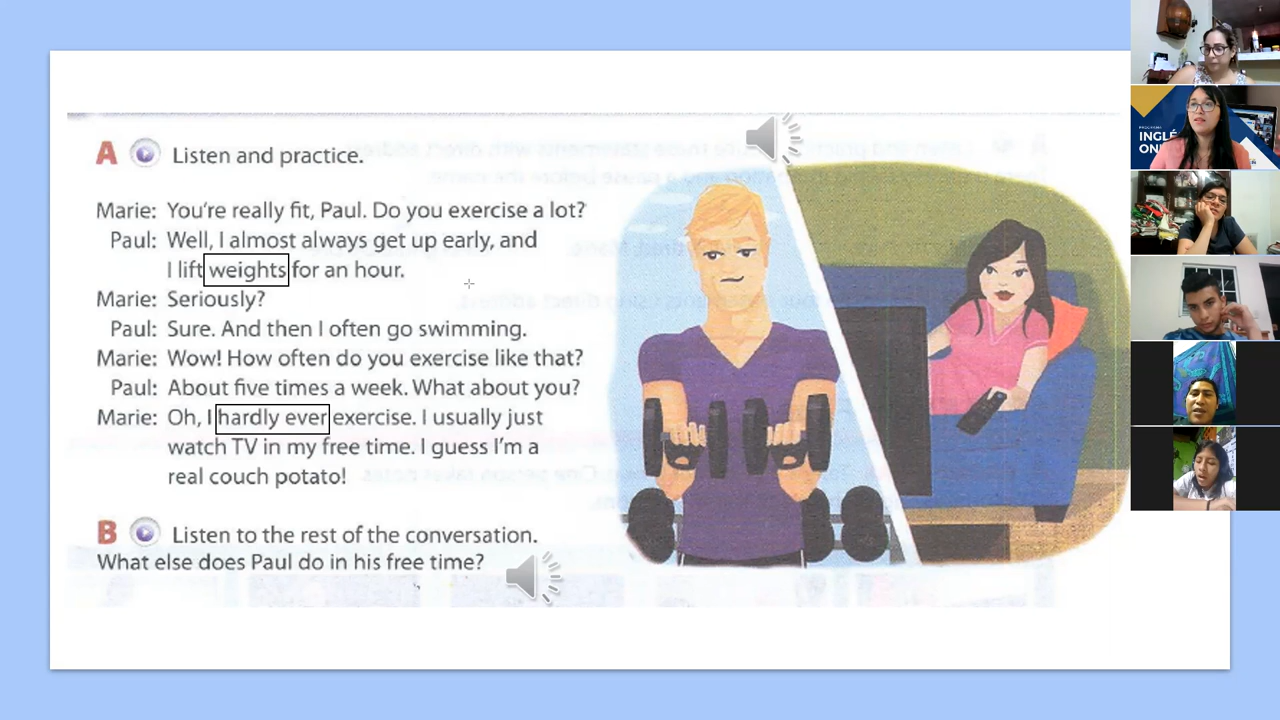 A Listen and practice.
Marie: You're really fit, Paul. Do you exercise a lot?
Paul: Well, I almost always get up early, and
I lift weights for an hour.
Marie: Seriously?
Paul: Sure. And then I often go swimming.
Marie: Wow! How often do you exercise like that?
Paul: About five times a week. What about you?
Marie: Oh, I hardly ever exercise. I usually just
watch TV in my free time. I guess I'm a
real couch potato!
B Listen to the rest of the conversation.
What else does Paul do in his free time?
INGLÉ
ONL